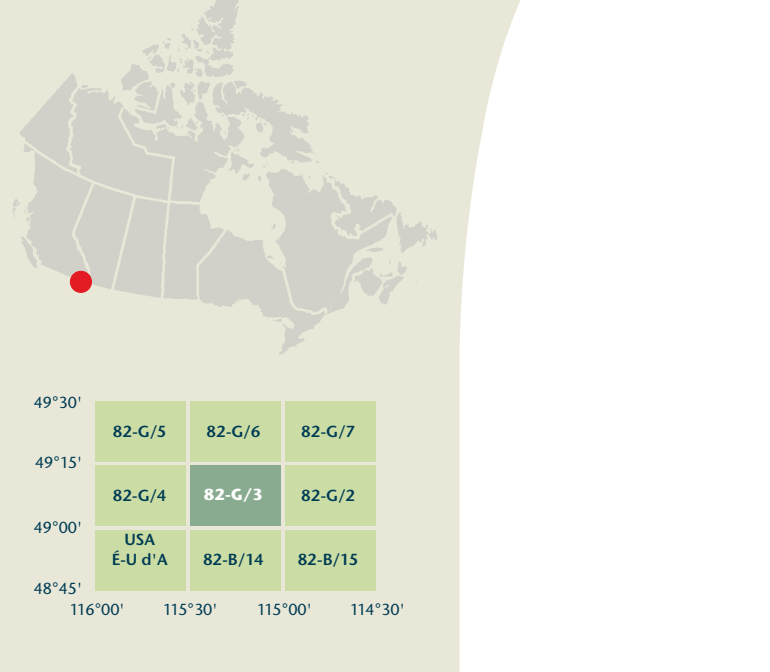 49°30'
82-G/5 82-G/6 82-G/7
49°15'
82-G/4 82-G/3 82-G/2
49°00'
USA
É-U d'A 82-B/14 82-B/15
48°45'
116°00' 115°30' 115°00' 114°30'